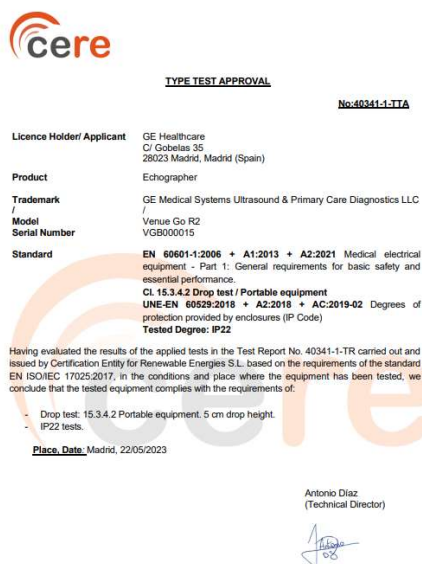 cere
TYPE TEST APPROVAL
No:40341-1-TTA
Licence Holder/ Applicant GE Healthcare
C/ Gobelas 35
28023 Madrid, Madrid (Spain)
Product Echographer
Trademark GE Medical Systems Ultrasound & Primary Care Diagnostics LLC
/ /
Model Venue Go R2
Serial Number VGB000015
Standard EN 60601-1:2006 + A1:2013 + A2:2021 Medical electrical
equipment - Part 1: General requirements for basic safety and
essential performance.
Cl. 15.3.4.2 Drop test / Portable equipment
UNE-EN 60529:2018 + A2:2018 + AC:2019-02 Degrees of
protection provided by enclosures (IP Code)
Tested Degree: IP22
Having evaluated the results of the applied tests in the Test Report No. 40341-1-TR carried out and
issued by Certification Entity for Renewable Energies S.L. based on the requirements of the standard
EN ISO/IEC 17025:2017, in the conditions and place where the equipment has been tested, we
conclude that the tested equipment complies with the requirements of:
- Drop test: 15.3.4.2 Portable equipment. 5 cm drop height.
- IP22 tests.
Place, Date: Madrid, 22/05/2023
Antonio Díaz
(Technical Director)